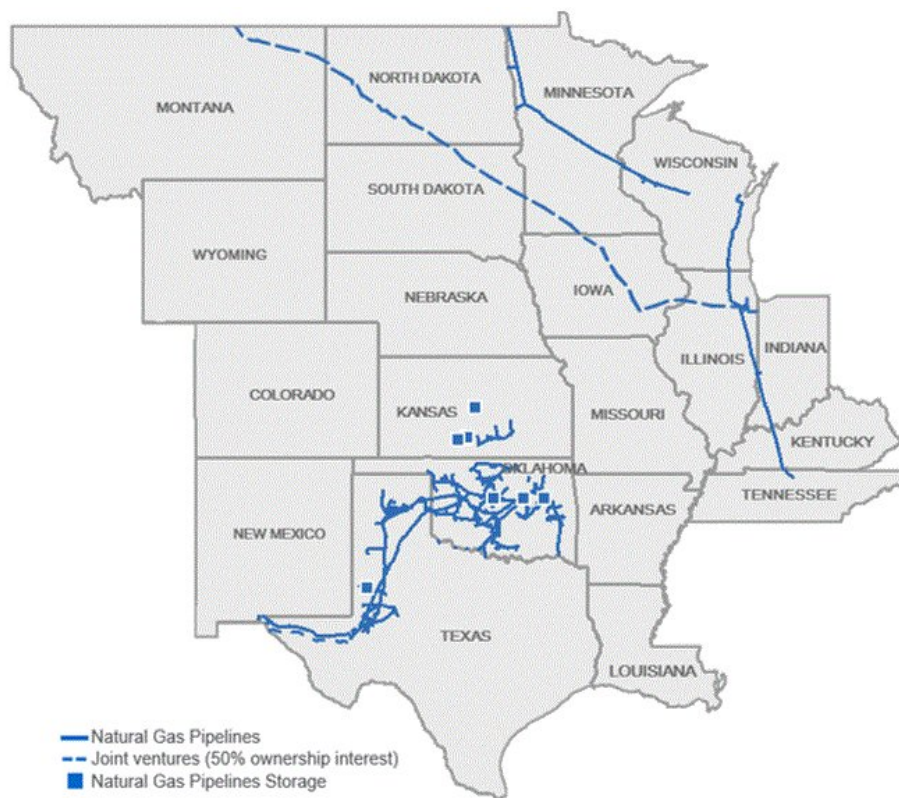 MONTANA
NORTH DAKOTA
MINNESOTA
WISCONSIN
SOUTH DAKOTA
WYOMING
IOWA
NEBRASKA
ILLINOIS
INDIANA
COLORADO
KANSAS
MISSOURI
KENTUCKY
OKLAHOMA
TENNESSEE
ARKANSAS
NEW MEXICO
TEXAS
LOUISIANA
Natural Gas Pipelines
Joint ventures (50% ownership interest)
Natural Gas Pipelines Storage